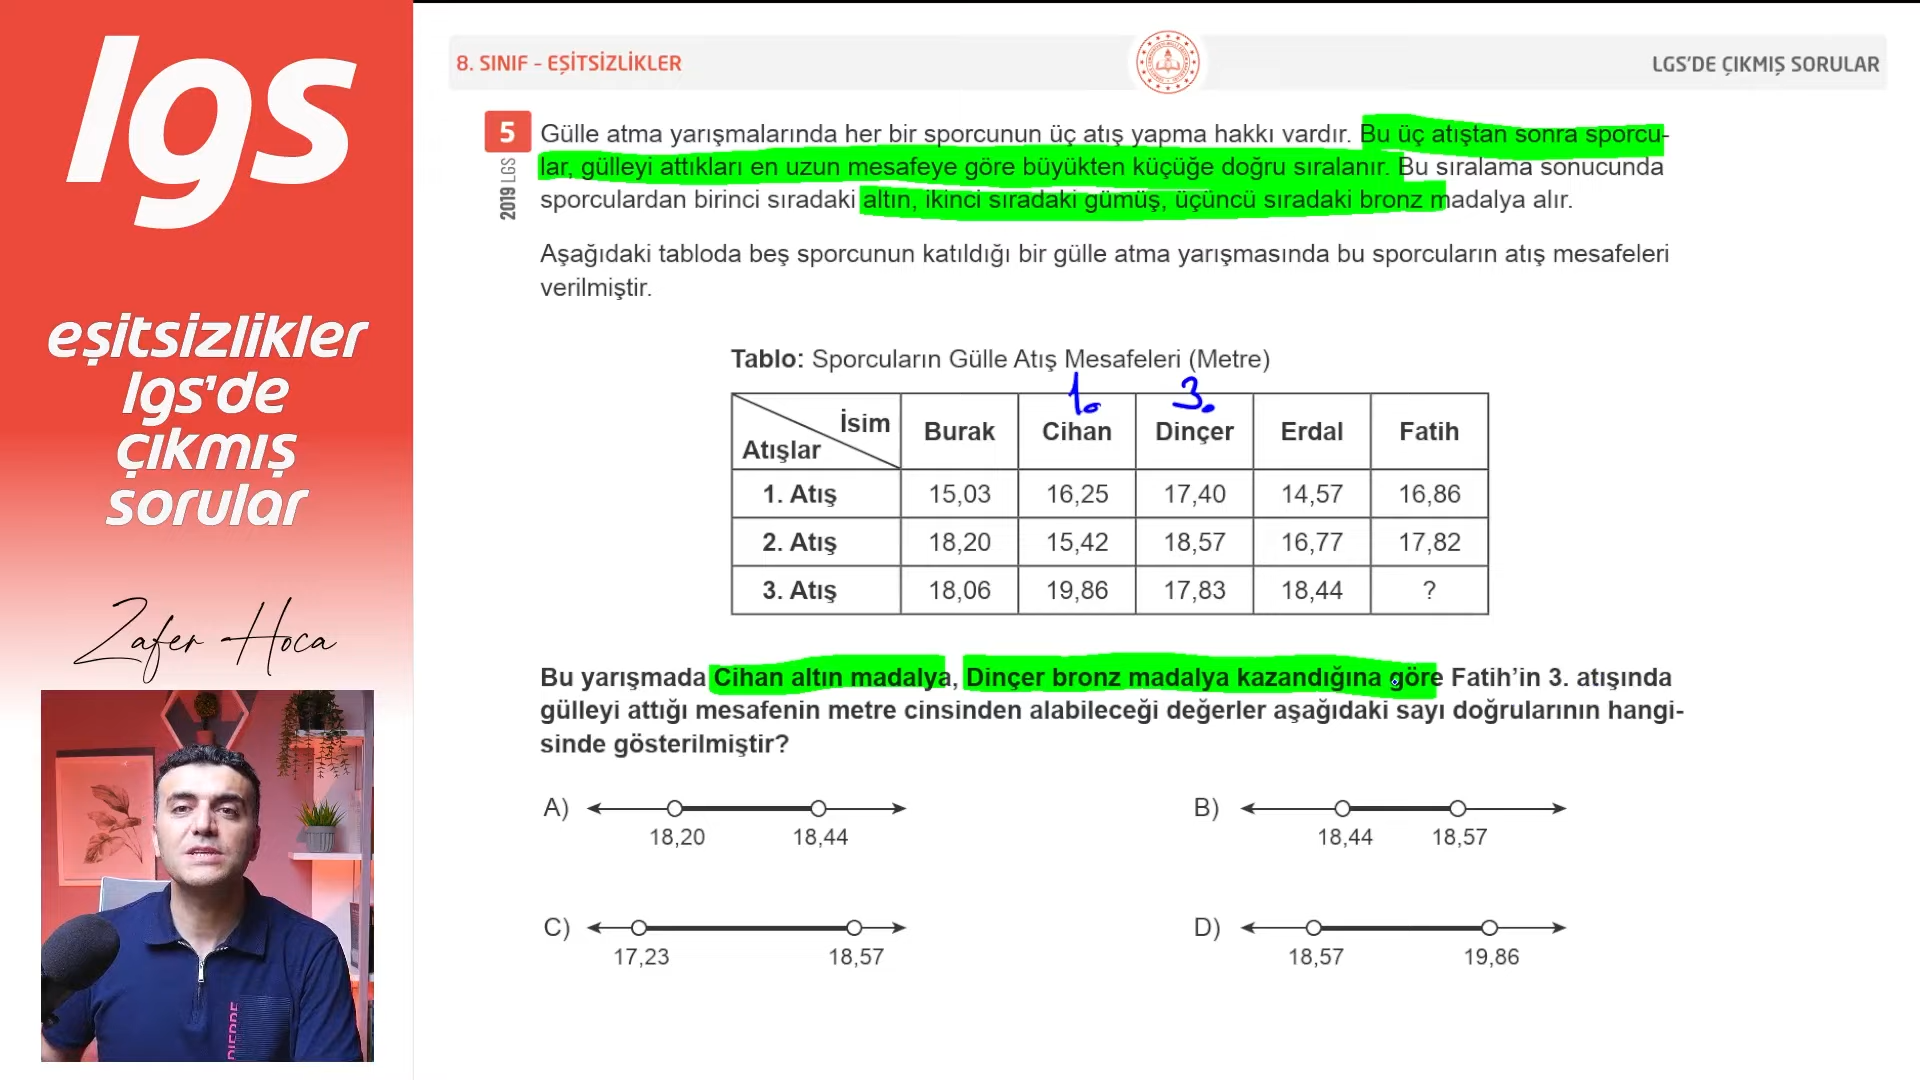 lgs
eşitsizlikler
lgs'de
çıkmış
sorular
Zafer Hoca
PIERRE
8. SINIF - EŞİTSİZLİKLER
LGS'DE ÇIKMIŞ SORULAR
5
2019 LGS
Gülle atma yarışmalarında her bir sporcunun üç atış yapma hakkı vardır. Bu üç atıştan sonra sporcu-
lar, gülleyi attıkları en uzun mesafeye göre büyükten küçüğe doğru sıralanır. Bu sıralama sonucunda
sporculardan birinci sıradaki altın, ikinci sıradaki gümüş, üçüncü sıradaki bronz madalya alır.
Aşağıdaki tabloda beş sporcunun katıldığı bir gülle atma yarışmasında bu sporcuların atış mesafeleri
verilmiştir.
Tablo: Sporcuların Gülle Atış Mesafeleri (Metre)
1. 3.
İsim Atışlar Burak Cihan Dinçer Erdal Fatih
1. Atış 15,03 16,25 17,40 14,57 16,86
2. Atış 18,20 15,42 18,57 16,77 17,82
3. Atış 18,06 19,86 17,83 18,44 ?
Bu yarışmada Cihan altın madalya, Dinçer bronz madalya kazandığına göre Fatih'in 3. atışında
gülleyi attığı mesafenin metre cinsinden alabileceği değerler aşağıdaki sayı doğrularının hangi-
sinde gösterilmiştir?
A) 18,20 18,44
B) 18,44 18,57
C) 17,23 18,57
D) 18,57 19,86